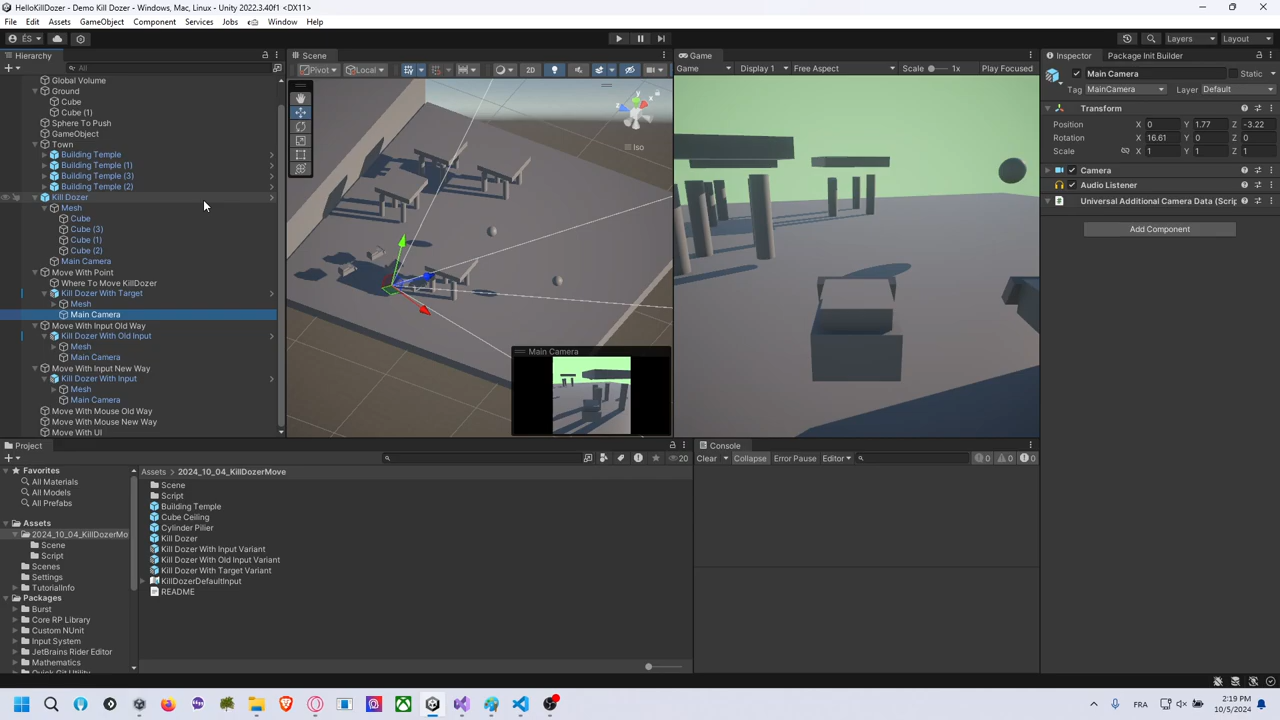 HelloKillDozer - Demo Kill Dozer - Windows, Mac, Linux - Unity 2022.3.40f1 <DX11>
File Edit Assets GameObject Component Services Jobs Window Help
ÉS
Layers Layout
Hierarchy
All
Global Volume
Ground
Cube
Cube (1)
Sphere To Push
GameObject
Town
Building Temple
Building Temple (1)
Building Temple (3)
Building Temple (2)
Kill Dozer
Mesh
Cube
Cube (3)
Cube (1)
Cube (2)
Main Camera
Move With Point
Where To Move KillDozer
Kill Dozer With Target
Mesh
Main Camera
Move With Input Old Way
Kill Dozer With Old Input
Mesh
Main Camera
Move With Input New Way
Kill Dozer With Input
Mesh
Main Camera
Move With Mouse Old Way
Move With Mouse New Way
Move With UI
Scene
Pivot Local 2D
y
x
z
Iso
Main Camera
Game
Game Display 1 Free Aspect Scale 1x Play Focused
Inspector Package Init Builder
Main Camera Static
Tag MainCamera Layer Default
Transform
Position X 0 Y 1.77 Z -3.22
Rotation X 16.61 Y 0 Z 0
Scale X 1 Y 1 Z 1
Camera
Audio Listener
Universal Additional Camera Data (Scrip
Add Component
Project
20
Favorites
All Materials
All Models
All Prefabs
Assets
2024_10_04_KillDozerMo
Scene
Script
Scenes
Settings
TutorialInfo
Packages
Burst
Core RP Library
Custom NUnit
Input System
JetBrains Rider Editor
Mathematics
Assets 2024_10_04_KillDozerMove
Scene
Script
Building Temple
Cube Ceiling
Cylinder Pilier
Kill Dozer
Kill Dozer With Input Variant
Kill Dozer With Old Input Variant
Kill Dozer With Target Variant
KillDozerDefaultInput
README
Console
Clear Collapse Error Pause Editor 0 0 0
FRA
2:19 PM
10/5/2024